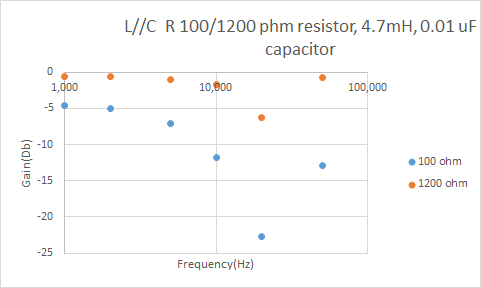 L//C  R 100/1200 phm resistor, 4.7mH, 0.01 uF
capacitor
0
1,000 10,000 100,000
-5
-10
-15
-20
-25
Gain(Db)
Frequency(Hz)
100 ohm
1200 ohm